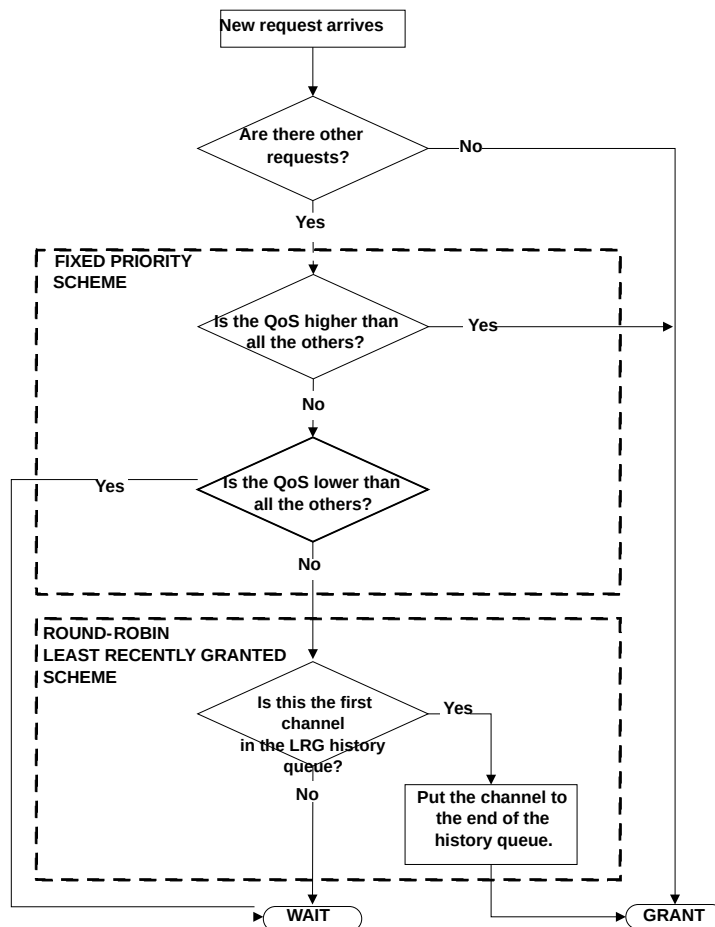 New request arrives
Are there other
requests?
No
Yes
FIXED PRIORITY
SCHEME
Is the QoS higher than
all the others?
Yes
No
Is the QoS lower than
all the others?
Yes
No
ROUND-ROBIN
LEAST RECENTLY GRANTED
SCHEME
Is this the first
channel
in the LRG history
queue?
Yes
No
Put the channel to
the end of the
history queue.
WAIT
GRANT